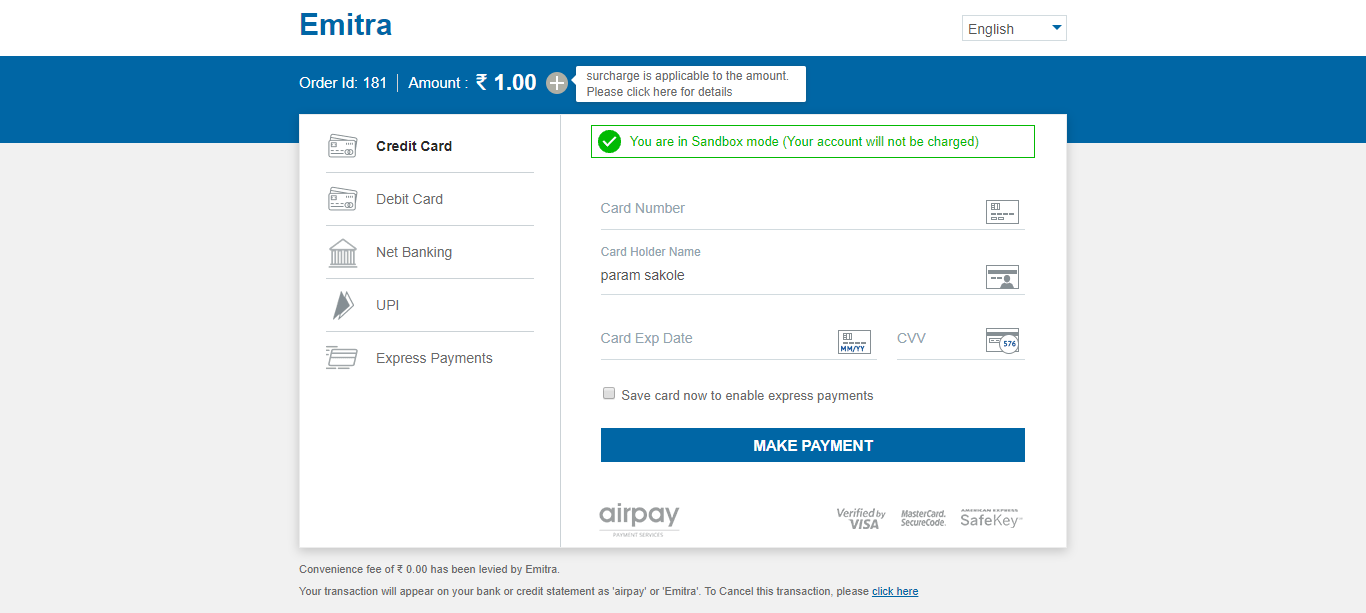 Emitra
English
Order Id: 181 | Amount : ₹ 1.00
surcharge is applicable to the amount.
Please click here for details
Credit Card
Debit Card
Net Banking
UPI
Express Payments
You are in Sandbox mode (Your account will not be charged)
Card Number
Card Holder Name
param sakole
Card Exp Date
MM/YY
CVV
576
Save card now to enable express payments
MAKE PAYMENT
airpay
PAYMENT SERVICES
Verified by
VISA
MasterCard.
SecureCode.
AMERICAN EXPRESS
SafeKey
Convenience fee of ₹ 0.00 has been levied by Emitra.
Your transaction will appear on your bank or credit statement as 'airpay' or 'Emitra'. To Cancel this transaction, please click here